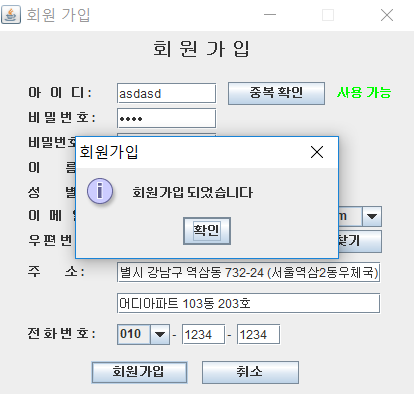 회원 가입
회 원 가 입
아 이 디 : asdasd 중복 확인 사용 가능
비 밀 번 호 : ••••
비밀번호
회원가입
이 름
성 별
회원가입 되었습니다
이 메 일 m
확인
우 편 번 찾기
주 소 : 별시 강남구 역삼동 732-24 (서울역삼2동우체국)
어디아파트 103동 203호
전 화 번 호 : 010 - 1234 - 1234
회원가입 취소